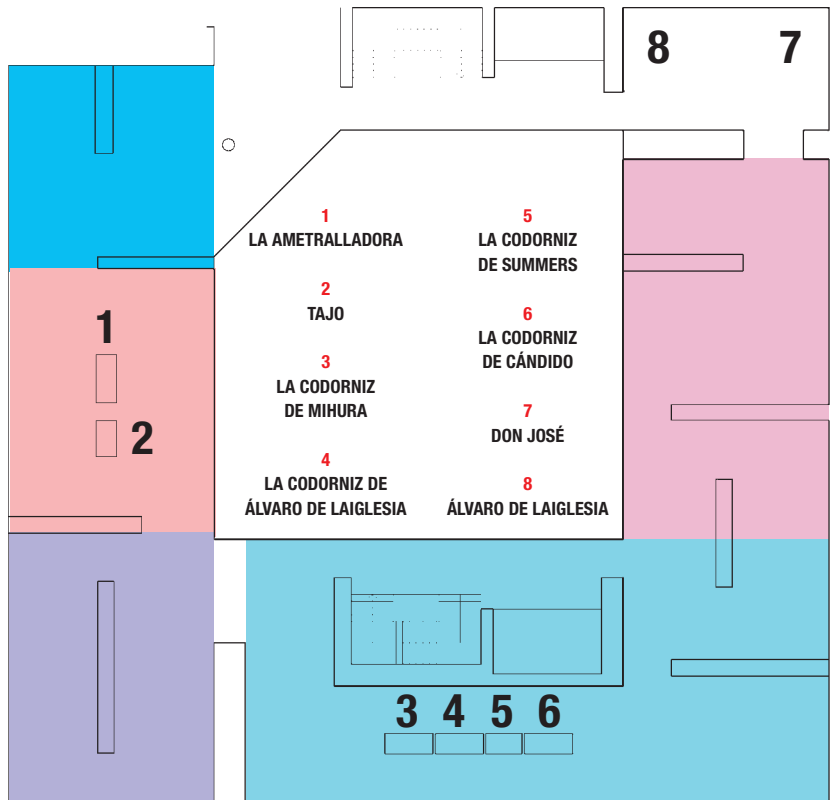 8
7
1
LA AMETRALLADORA
2
TAJO
3
LA CODORNIZ
DE MIHURA
4
LA CODORNIZ DE
ÁLVARO DE LAIGLESIA
5
LA CODORNIZ
DE SUMMERS
6
LA CODORNIZ
DE CÁNDIDO
7
DON JOSÉ
8
ÁLVARO DE LAIGLESIA
1
2
3
4
5
6